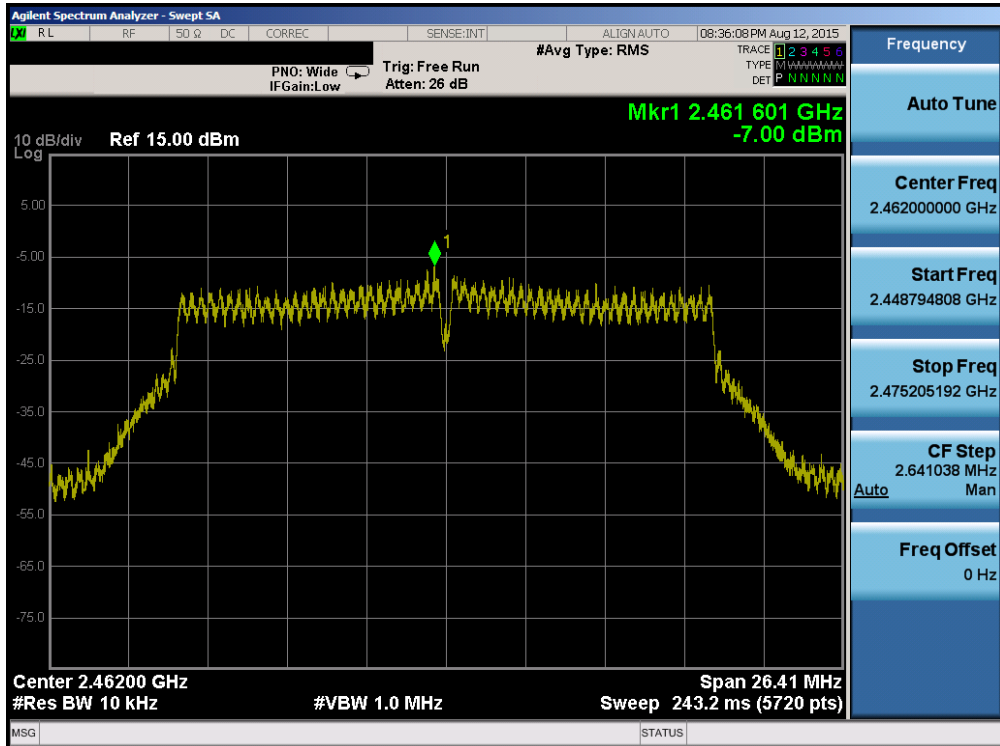 Agilent Spectrum Analyzer - Swept SA
LXI RL RF 50 Ω DC CORREC SENSE:INT ALIGN AUTO 08:36:08 PM Aug 12, 2015
#Avg Type: RMS
TRACE 1 2 3 4 5 6
TYPE M
DET P N N N N N
PNO: Wide
IFGain:Low
Trig: Free Run
Atten: 26 dB
Mkr1 2.461 601 GHz
-7.00 dBm
10 dB/div Ref 15.00 dBm
Log
1
5.00
-5.00
-15.0
-25.0
-35.0
-45.0
-55.0
-65.0
-75.0
Center 2.46200 GHz Span 26.41 MHz
#Res BW 10 kHz #VBW 1.0 MHz Sweep 243.2 ms (5720 pts)
MSG STATUS
Frequency
Auto Tune
Center Freq
2.462000000 GHz
Start Freq
2.448794808 GHz
Stop Freq
2.475205192 GHz
CF Step
2.641038 MHz
Auto Man
Freq Offset
0 Hz